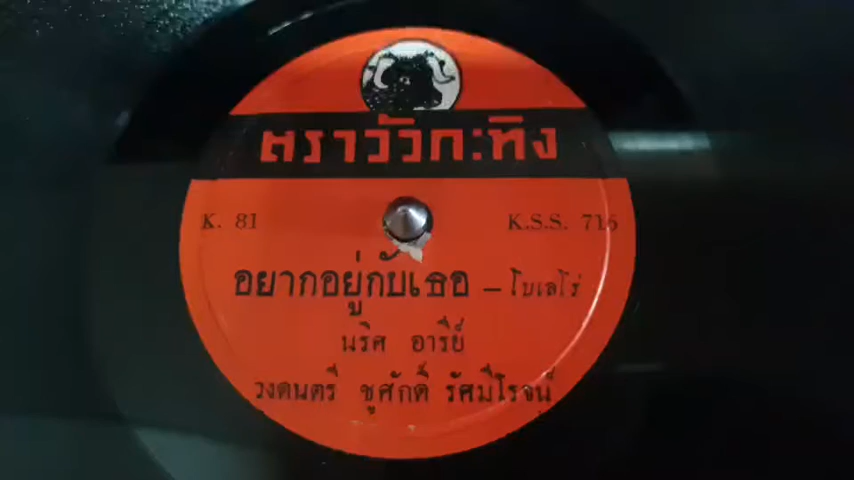 ตราวัวกะทิง
K. 81 K.S.S. 716
อยากอยู่กับเธอ – โบเลโร่
นริศ อารีย์
วงดนตรี ชูศักดิ์ รัศมีโรจน์